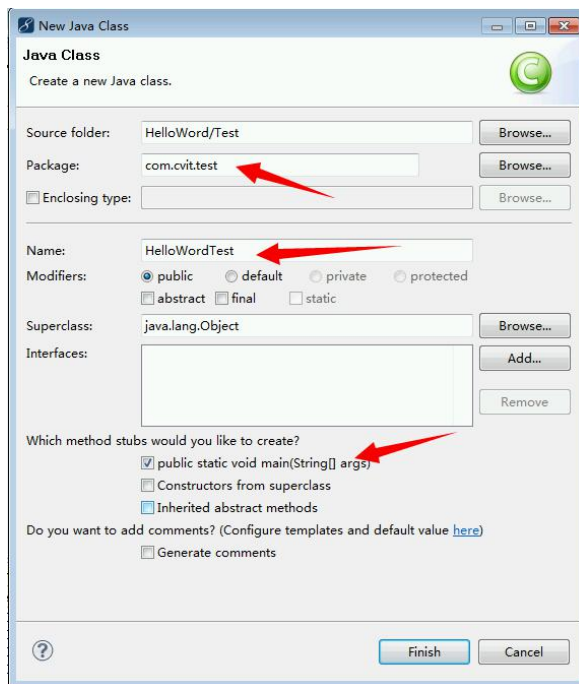 New Java Class
Java Class
Create a new Java class.
Source folder: HelloWord/Test Browse...
Package: com.cvit.test Browse...
Enclosing type: Browse...
Name: HelloWordTest
Modifiers: public default private protected
abstract final static
Superclass: java.lang.Object Browse...
Interfaces: Add...
Remove
Which method stubs would you like to create?
public static void main(String[] args)
Constructors from superclass
Inherited abstract methods
Do you want to add comments? (Configure templates and default value here)
Generate comments
? Finish Cancel